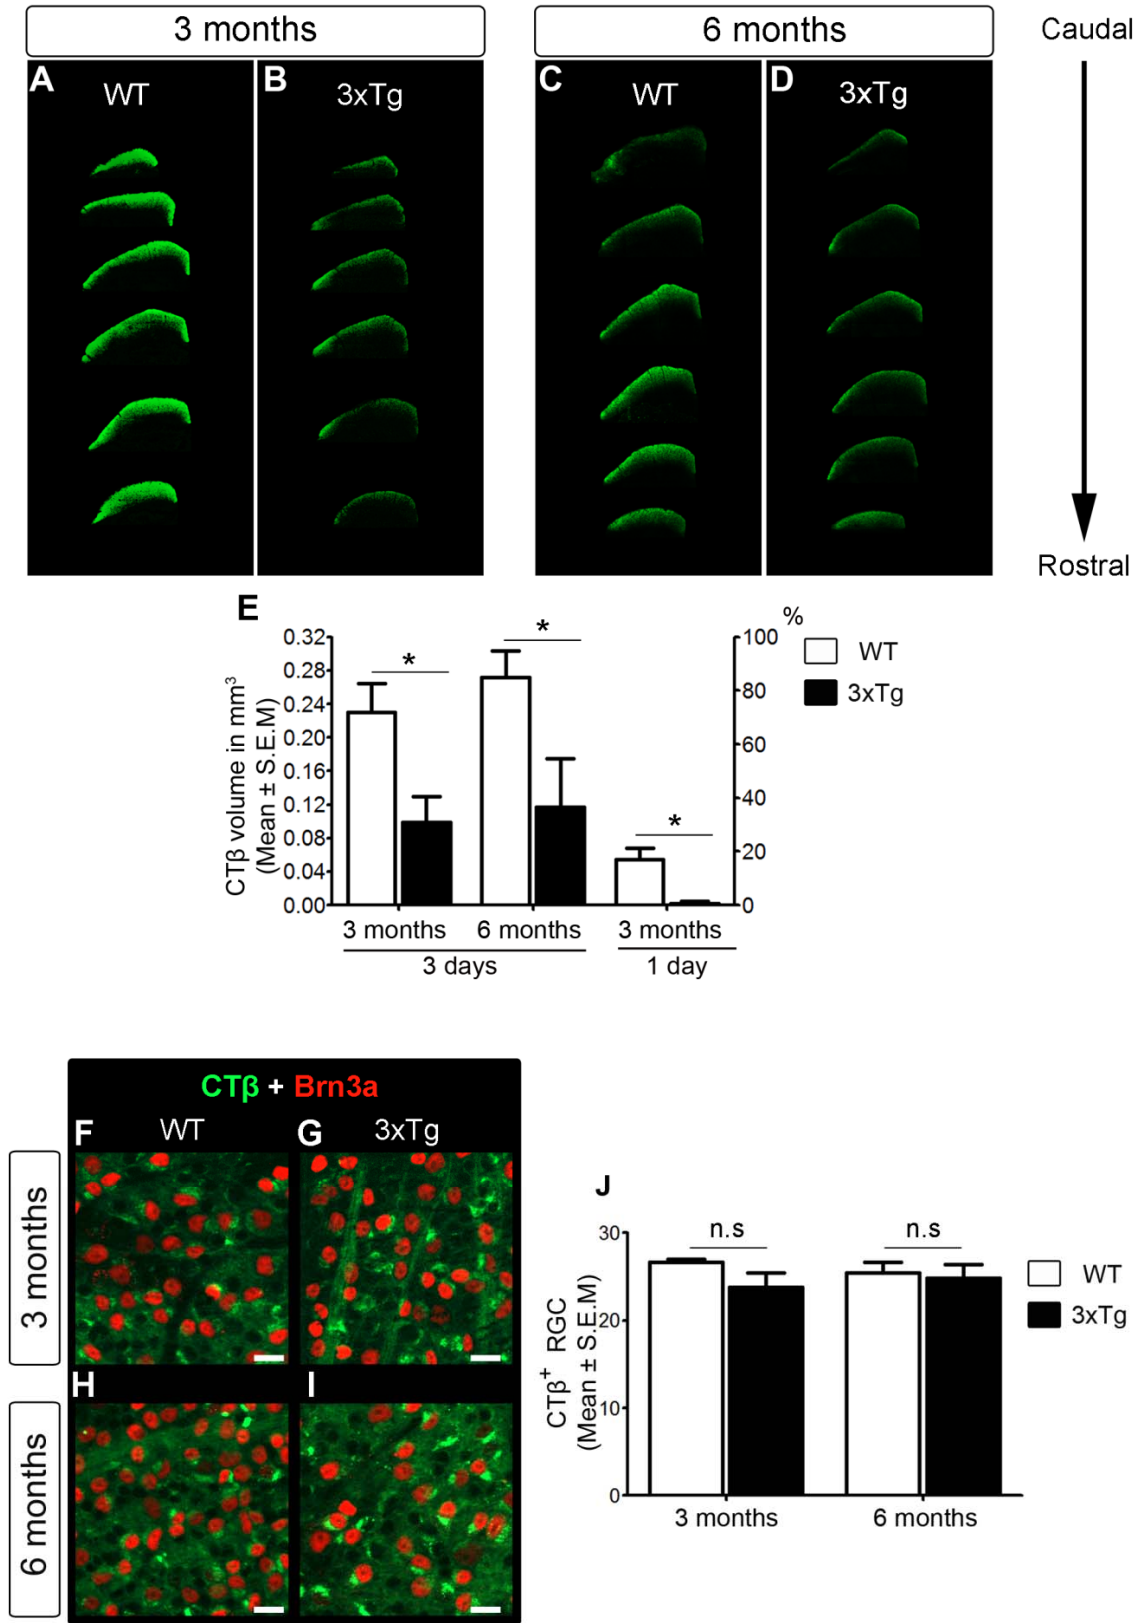 3 months
6 months
Caudal
A
WT
B
3xTg
C
WT
D
3xTg
Rostral
E
CTβ volume in mm³
(Mean ± S.E.M)
0.32
0.28
0.24
0.20
0.16
0.12
0.08
0.04
0.00
*
*
*
%
100
80
60
40
20
0
WT
3xTg
3 months
6 months
3 months
3 days
1 day
CTβ + Brn3a
F
WT
G
3xTg
3 months
H
I
6 months
J
CTβ⁺ RGC
(Mean ± S.E.M)
30
20
10
0
n.s
n.s
WT
3xTg
3 months
6 months